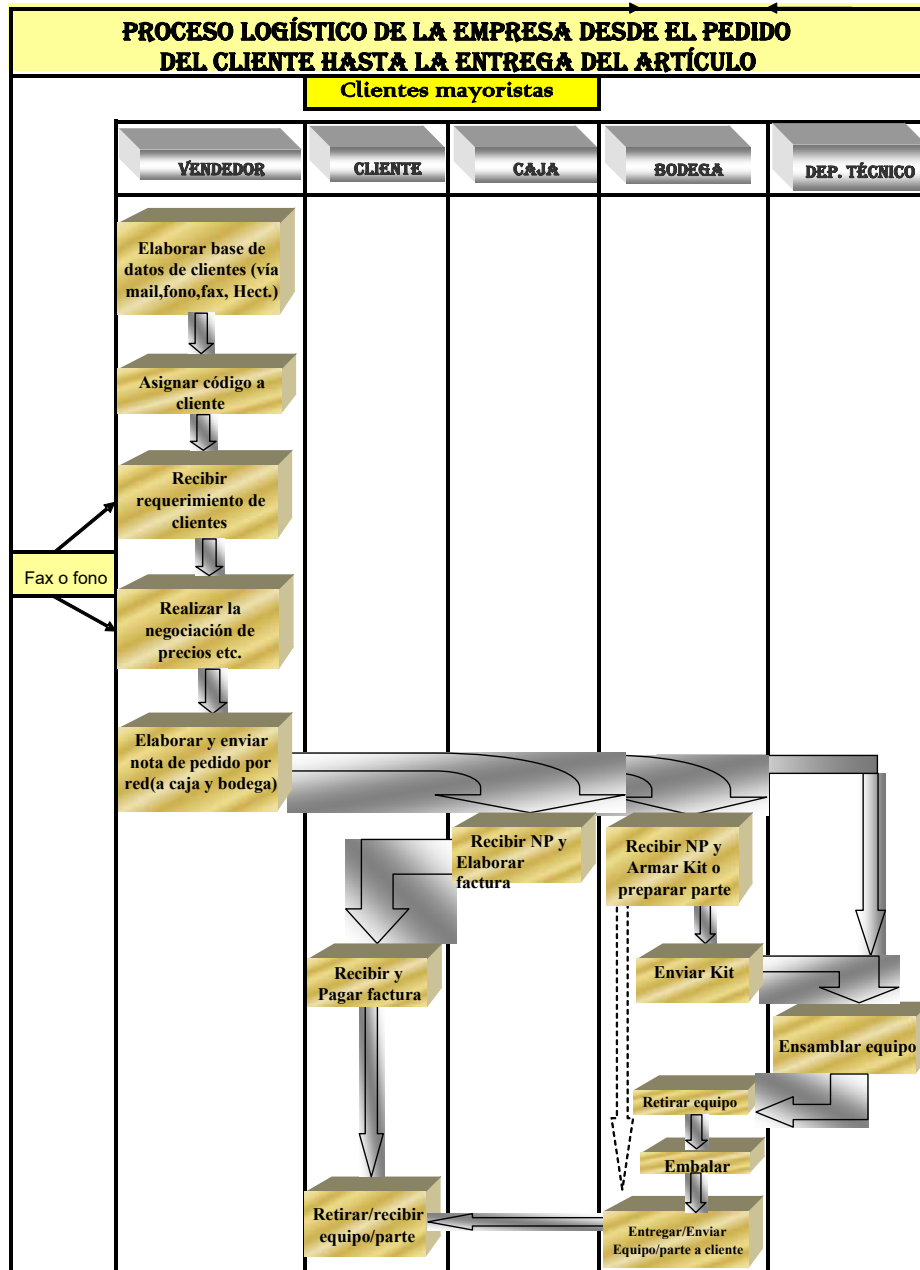 PROCESO LOGÍSTICO DE LA EMPRESA DESDE EL PEDIDO
DEL CLIENTE HASTA LA ENTREGA DEL ARTÍCULO
Clientes mayoristas
VENDEDOR
CLIENTE
CAJA
BODEGA
DEP. TÉCNICO
Elaborar base de
datos de clientes (vía
mail,fono,fax, Hect.)
Asignar código a
cliente
Recibir
requerimiento de
clientes
Fax o fono
Realizar la
negociación de
precios etc.
Elaborar y enviar
nota de pedido por
red(a caja y bodega)
Recibir NP y
Elaborar
factura
Recibir NP y
Armar Kit o
preparar parte
Recibir y
Pagar factura
Enviar Kit
Ensamblar equipo
Retirar equipo
Embalar
Retirar/recibir
equipo/parte
Entregar/Enviar
Equipo/parte a cliente